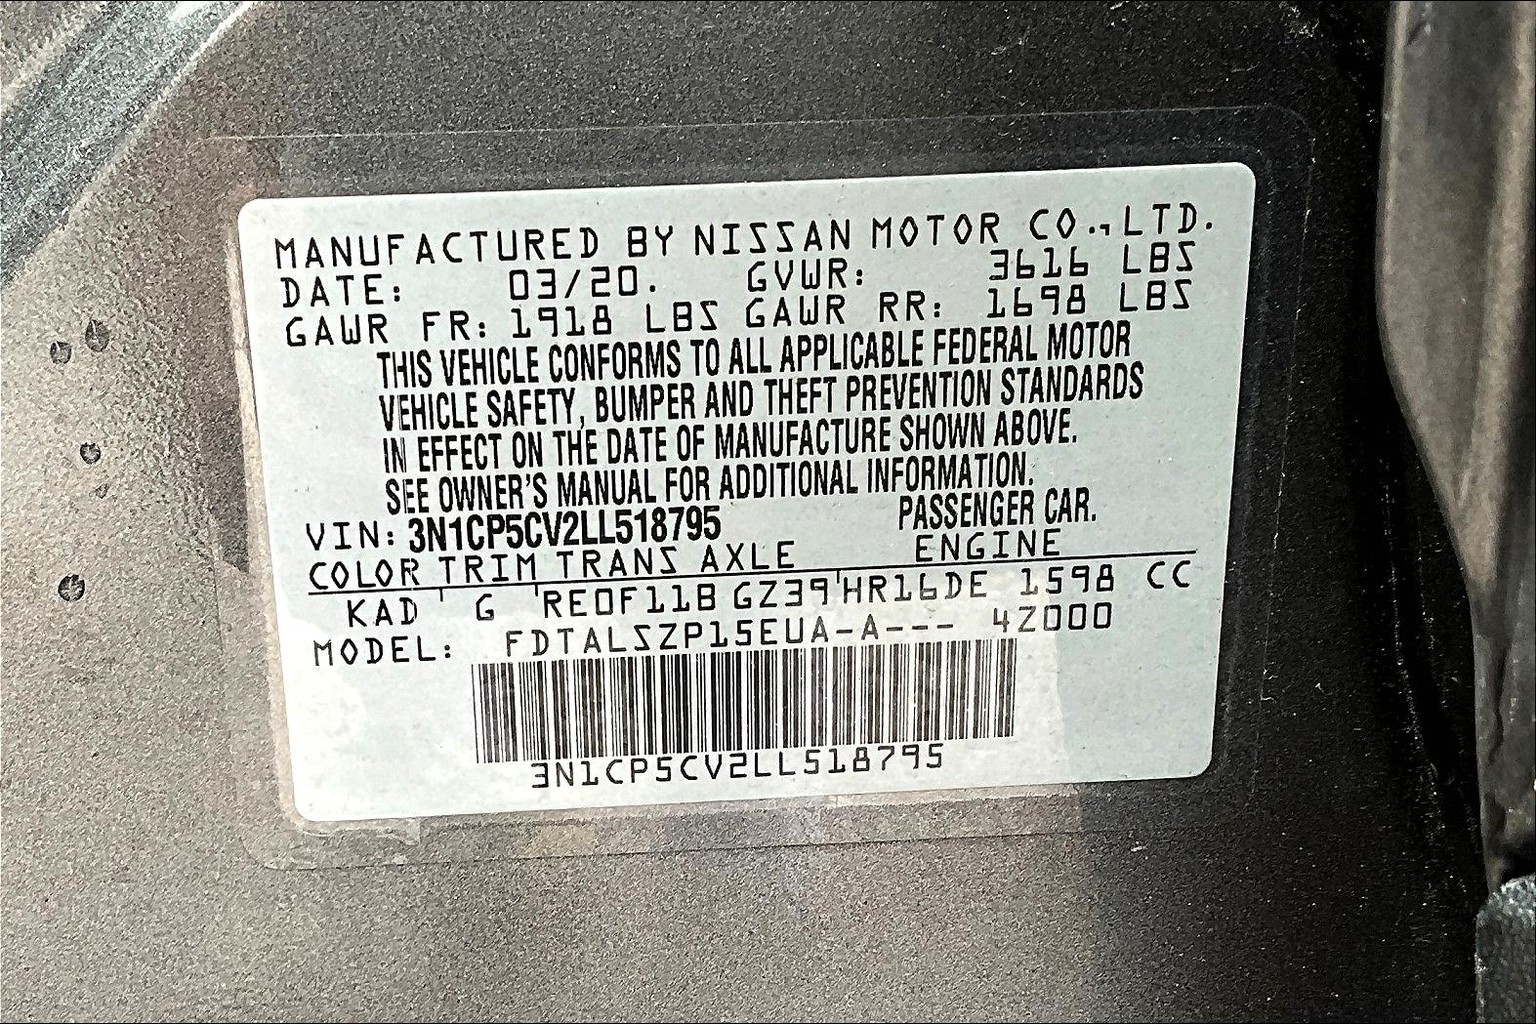 MANUFACTURED BY NISSAN MOTOR CO., LTD.
DATE: 03/20. GVWR: 3616 LBS
GAWR FR: 1918 LBS GAWR RR: 1698 LBS
THIS VEHICLE CONFORMS TO ALL APPLICABLE FEDERAL MOTOR
VEHICLE SAFETY, BUMPER AND THEFT PREVENTION STANDARDS
IN EFFECT ON THE DATE OF MANUFACTURE SHOWN ABOVE.
SEE OWNER'S MANUAL FOR ADDITIONAL INFORMATION.
VIN: 3N1CP5CV2LL518795 PASSENGER CAR.
COLOR TRIM TRANS AXLE ENGINE
KAD G RE0F11B GZ39 HR16DE 1598 CC
MODEL: FDTALSZP15EUA-A--- 4Z000
3N1CP5CV2LL518795